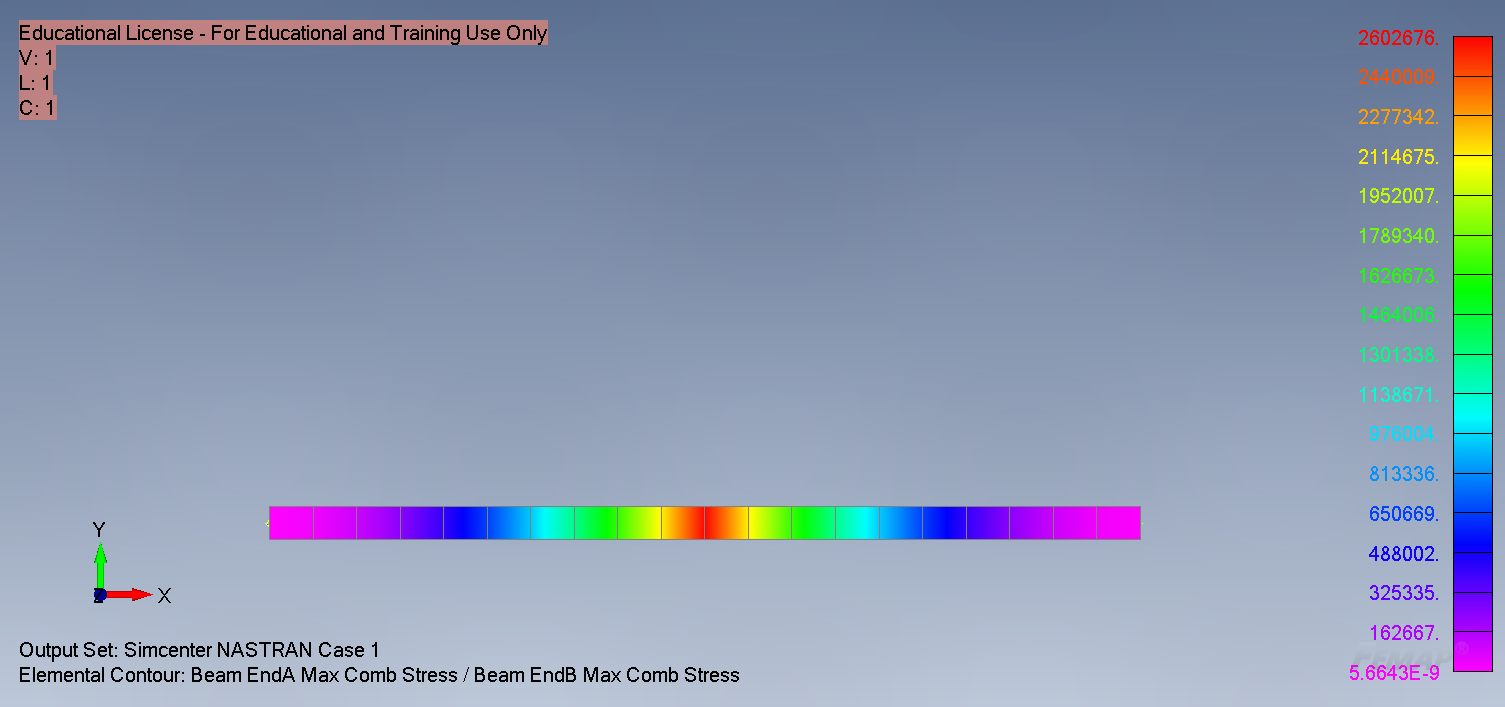 Educational License - For Educational and Training Use Only
V: 1
L: 1
C: 1
2602676.
2440009.
2277342.
2114675.
1952007.
1789340.
1626673.
1464006.
1301338.
1138671.
976004.
813336.
650669.
488002.
325335.
162667.
5.6643E-9
FEMAP®
Y
Z
X
Output Set: Simcenter NASTRAN Case 1
Elemental Contour: Beam EndA Max Comb Stress / Beam EndB Max Comb Stress